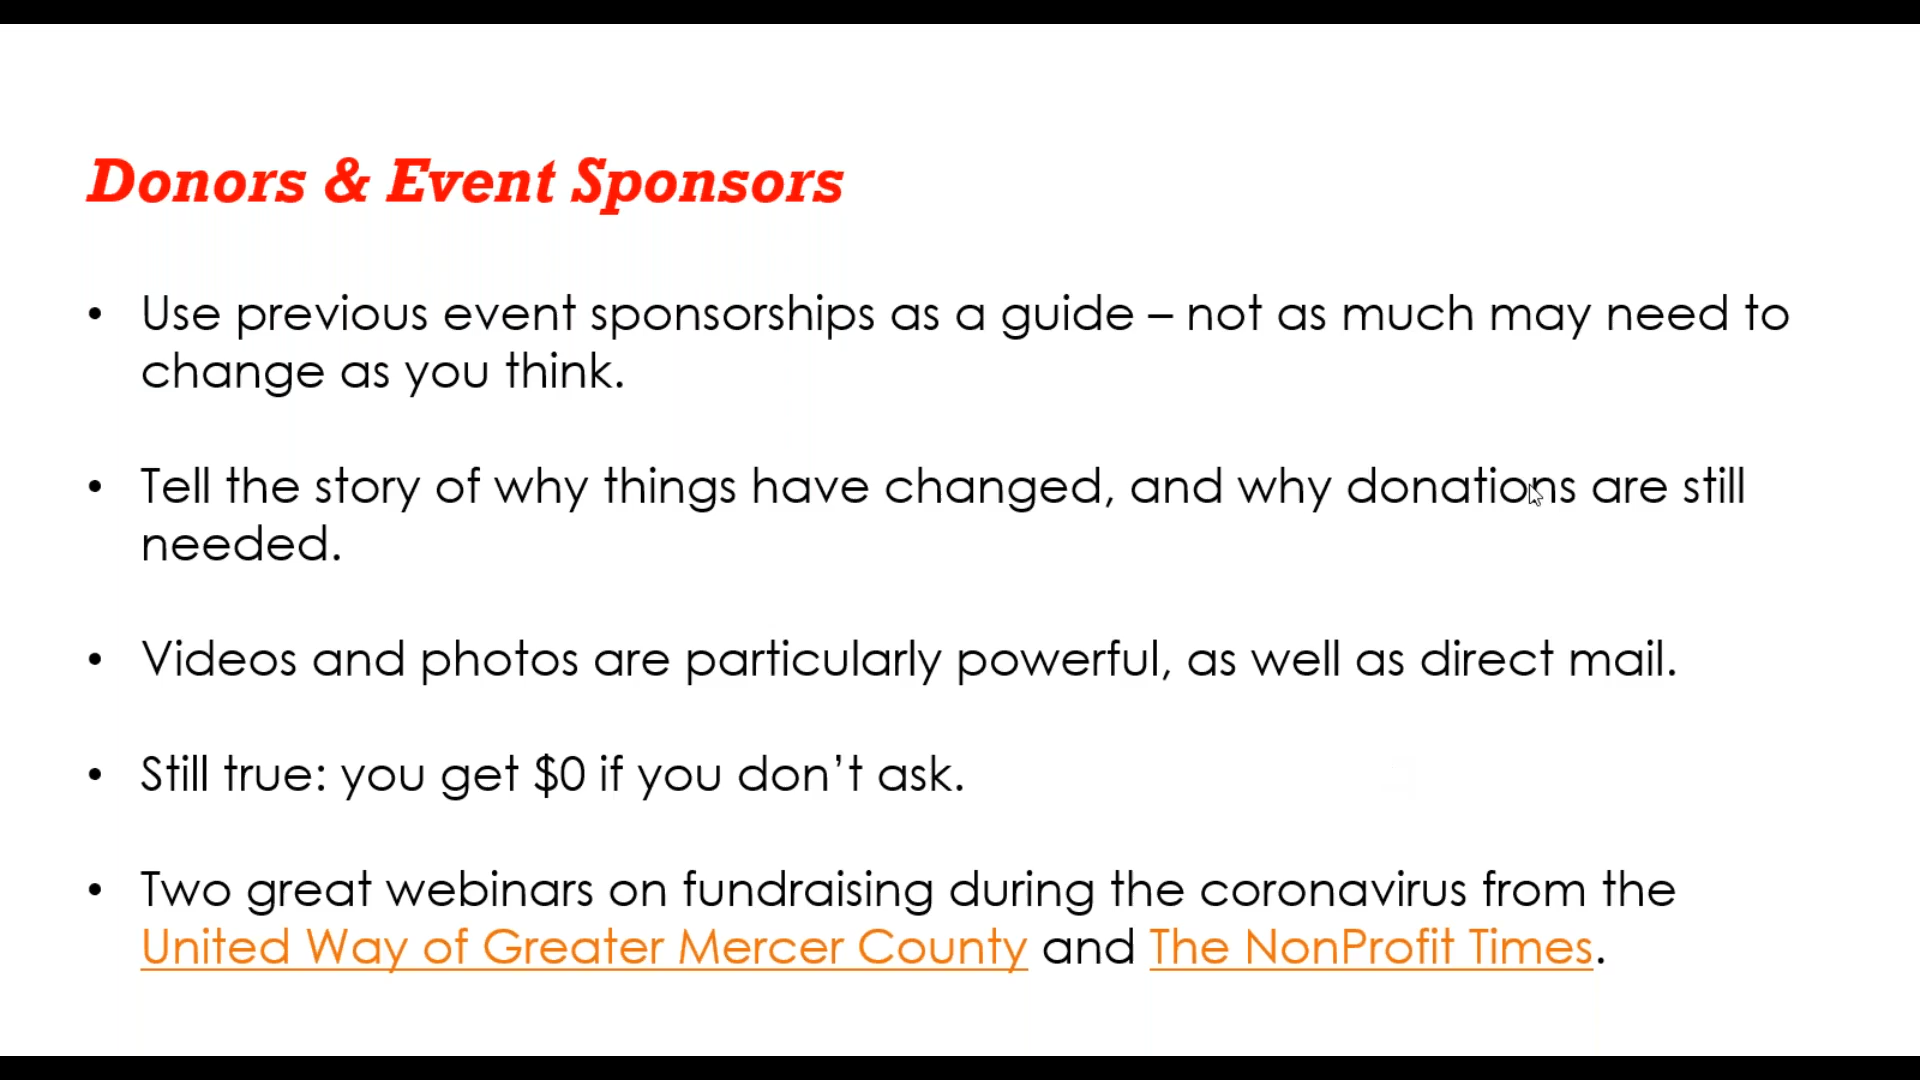 Donors & Event Sponsors
• Use previous event sponsorships as a guide – not as much may need to
change as you think.
• Tell the story of why things have changed, and why donations are still
needed.
• Videos and photos are particularly powerful, as well as direct mail.
• Still true: you get $0 if you don’t ask.
• Two great webinars on fundraising during the coronavirus from the
United Way of Greater Mercer County and The NonProfit Times.